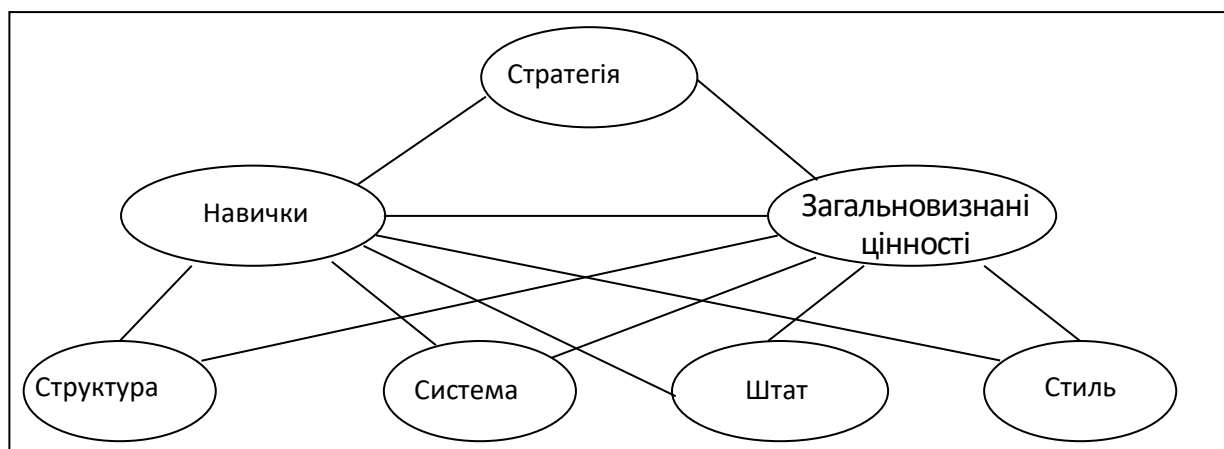 Стратегія
Навички
Загальновизнані
цінності
Структура
Система
Штат
Стиль